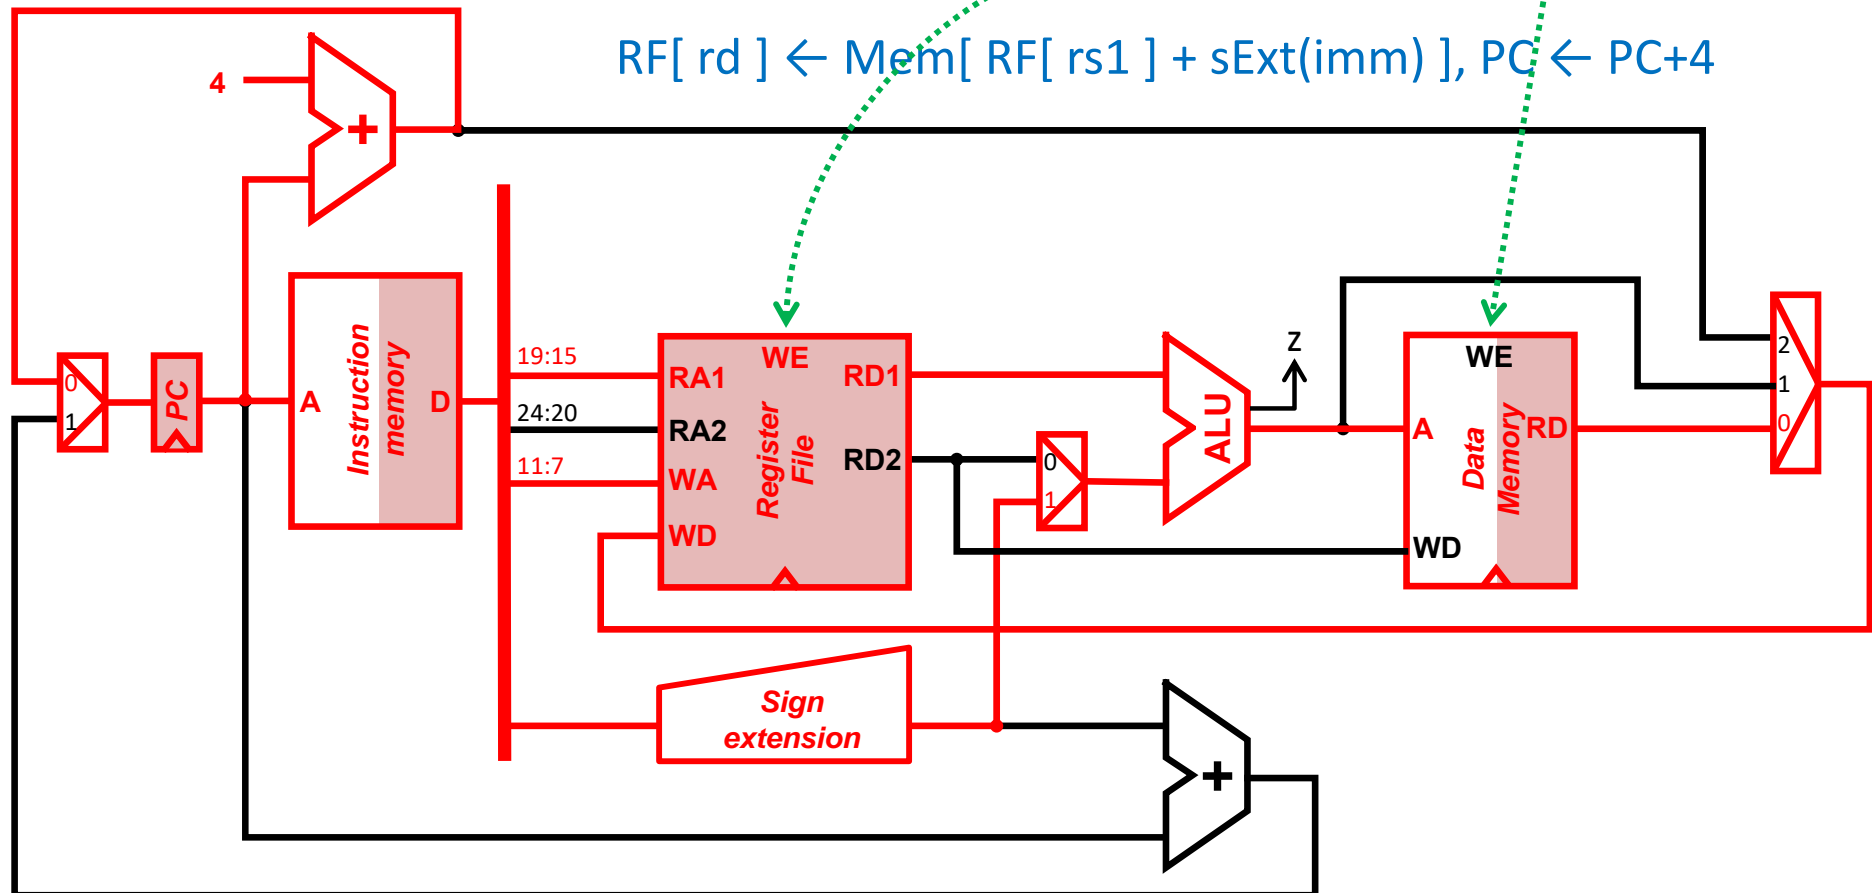 RF[ rd ] ← Mem[ RF[ rs1 ] + sExt(imm) ], PC ← PC+4
4
+
0
1
PC
A
Instruction
memory
D
19:15
24:20
11:7
RA1
RA2
WA
WD
WE
Register
File
RD1
RD2
0
1
ALU
Z
A
WE
Data
Memory
RD
WD
2
1
0
Sign
extension
+